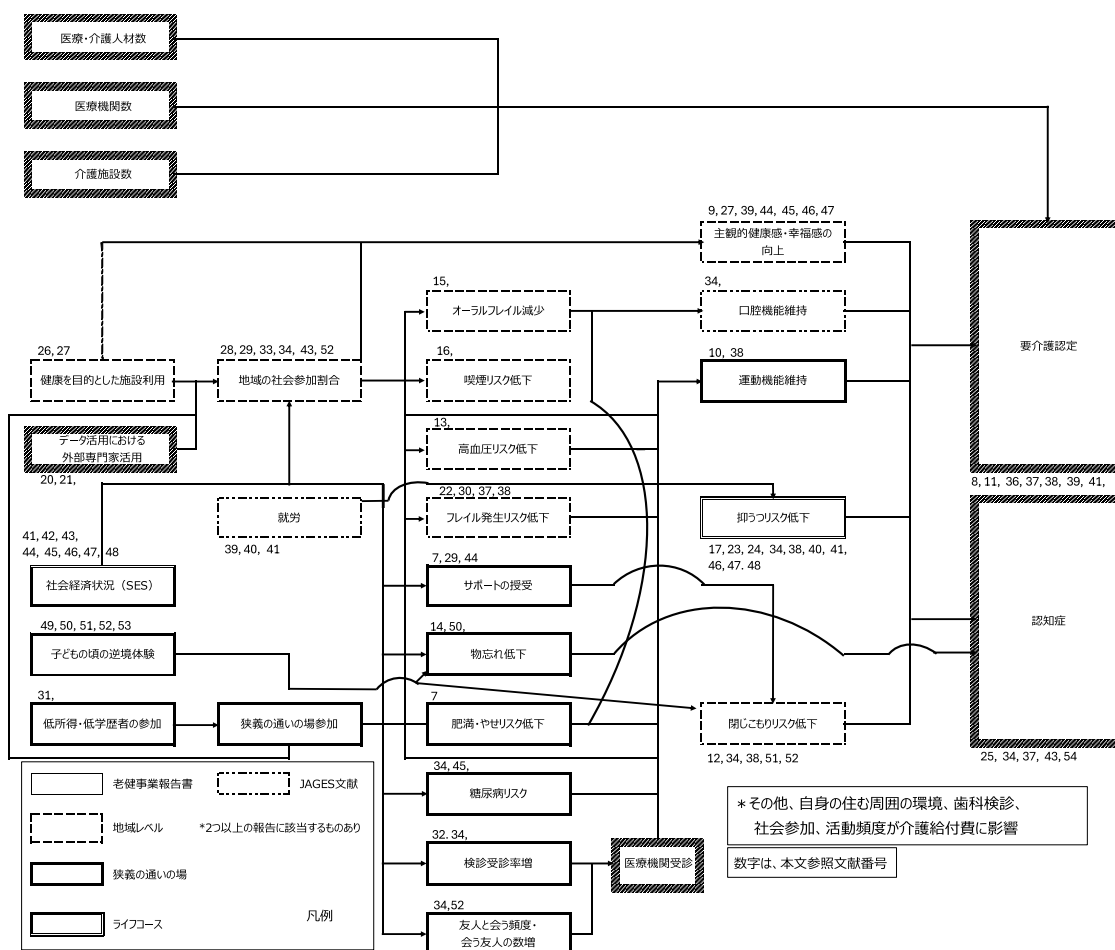 医療・介護人材数
医療機関数
介護施設数
9, 27, 39, 44, 45, 46, 47
主観的健康感・幸福感の
向上
15,
オーラルフレイル減少
34,
口腔機能維持
要介護認定
26, 27
健康を目的とした施設利用
28, 29, 33, 34, 43, 52
地域の社会参加割合
16,
喫煙リスク低下
10, 38
運動機能維持
データ活用における
外部専門家活用
20, 21,
13,
高血圧リスク低下
8, 11, 36, 37, 38, 39, 41,
22, 30, 37, 38
フレイル発生リスク低下
就労
39, 40, 41
抑うつリスク低下
17, 23, 24, 34, 38, 40, 41,
46, 47. 48
41, 42, 43,
44, 45, 46, 47, 48
社会経済状況（SES）
7, 29, 44
サポートの授受
認知症
49, 50, 51, 52, 53
子どもの頃の逆境体験
14, 50,
物忘れ低下
31,
低所得・低学歴者の参加
狭義の通いの場参加
7
肥満・やせリスク低下
閉じこもりリスク低下
12, 34, 38, 51, 52
25, 34, 37, 43, 54
34, 45,
糖尿病リスク
32. 34,
検診受診率増
医療機関受診
34,52
友人と会う頻度・
会う友人の数増
老健事業報告書
JAGES文献
地域レベル
*2つ以上の報告に該当するものあり
狭義の通いの場
ライフコース
凡例
＊その他、自身の住む周囲の環境、歯科検診、
社会参加、活動頻度が介護給付費に影響
数字は、本文参照文献番号